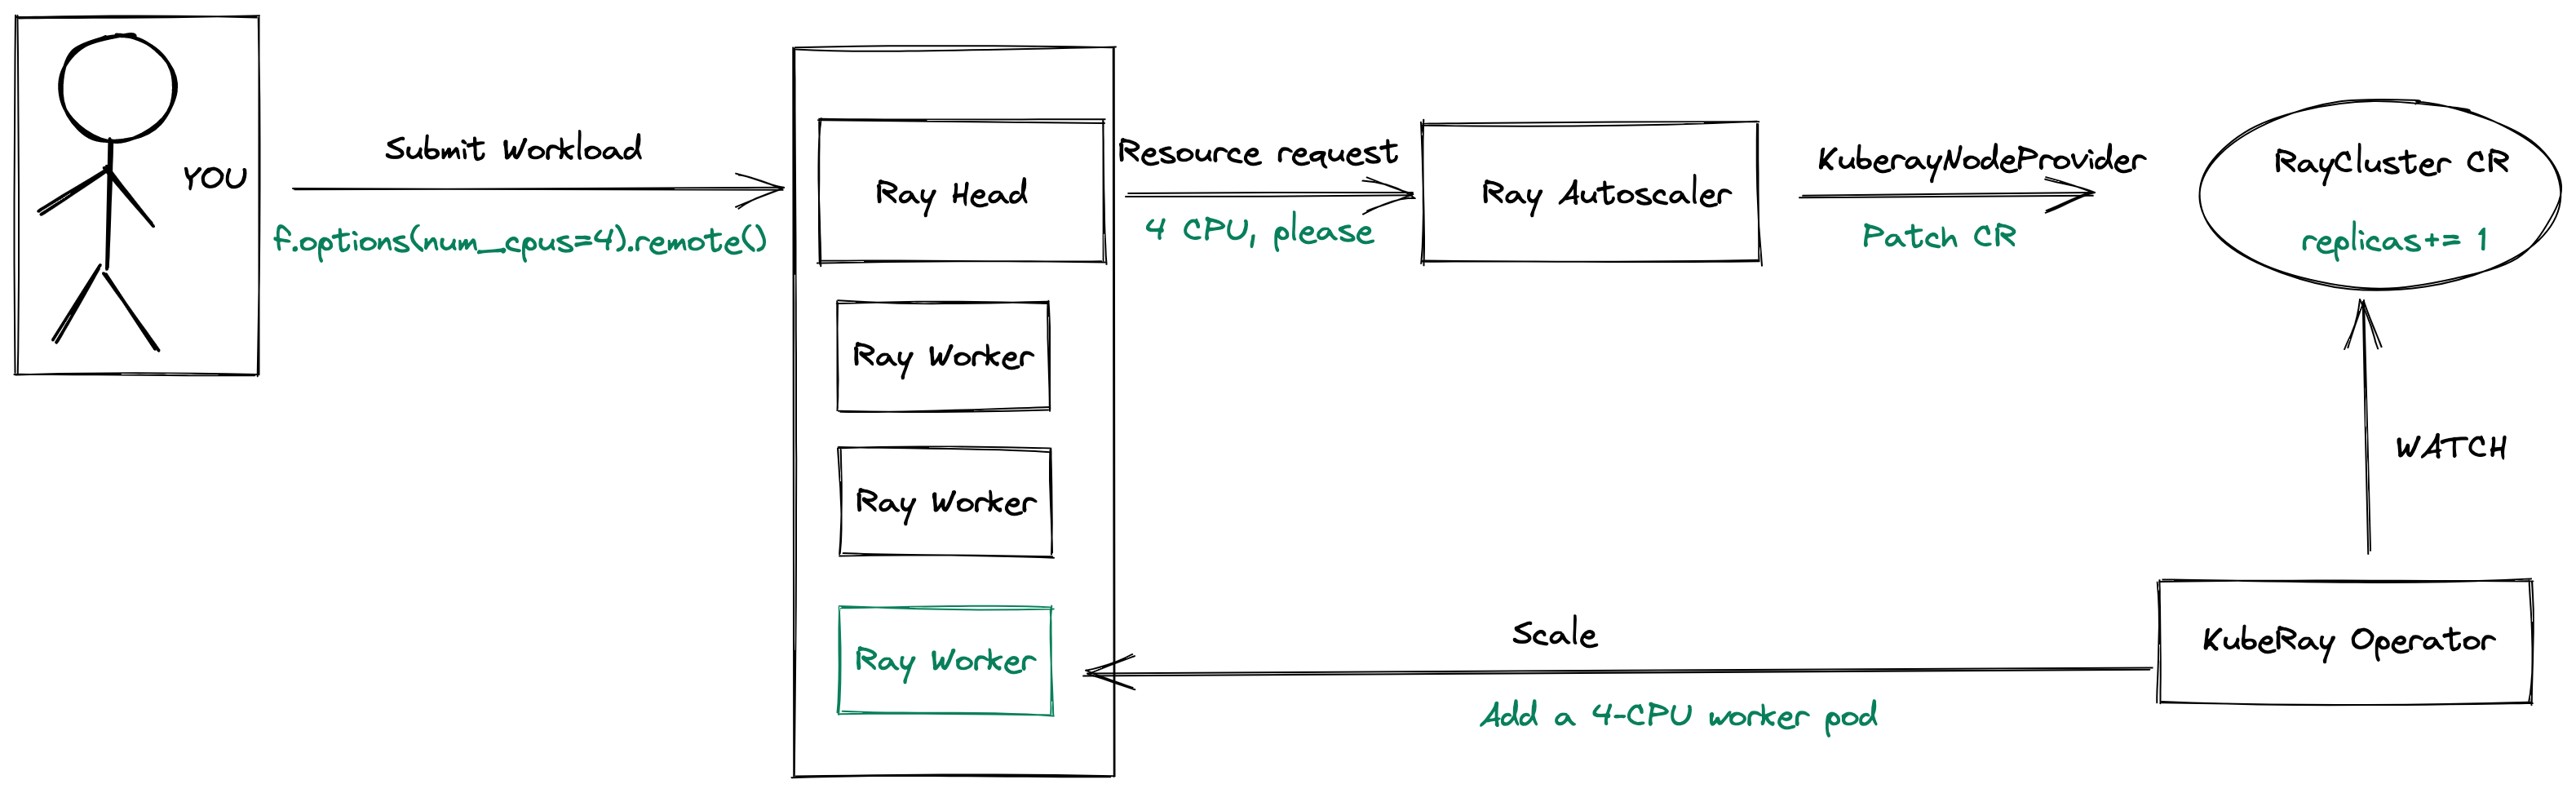 YOU
Submit Workload
f.options(num_cpus=4).remote()
Ray Head
Ray Worker
Ray Worker
Ray Worker
Resource request
4 CPU, please
Ray Autoscaler
KuberayNodeProvider
Patch CR
RayCluster CR
replicas+= 1
WATCH
KubeRay Operator
Scale
Add a 4-CPU worker pod